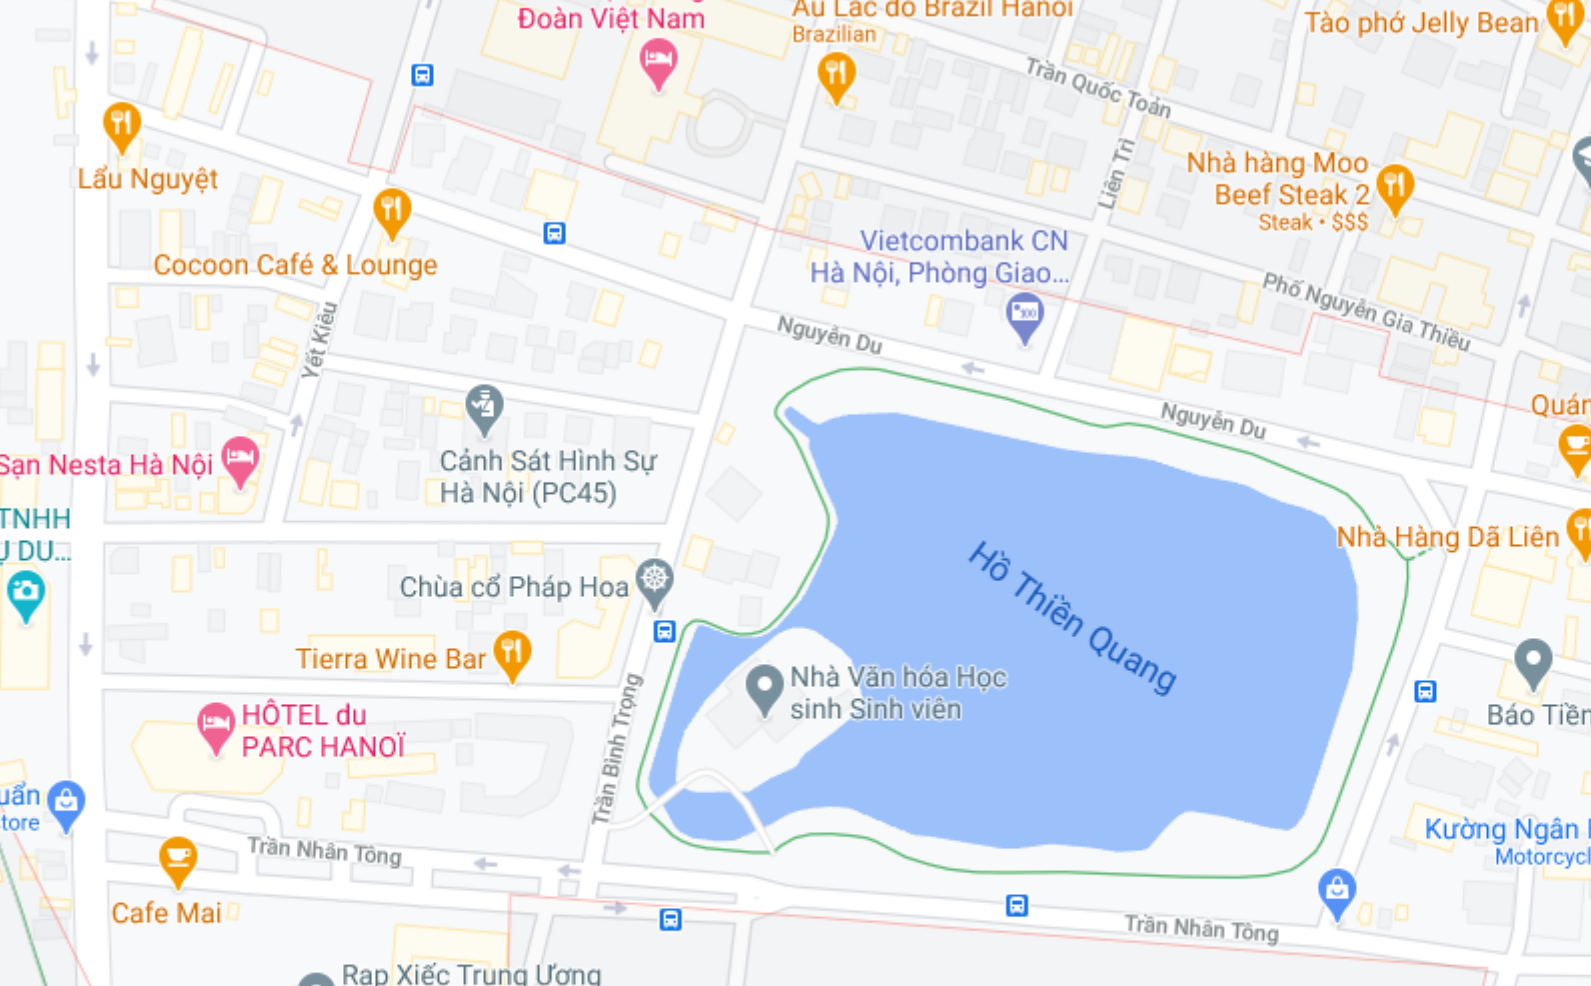 Đoàn Việt Nam
Âu Lạc do Brazil Hanoi
Brazilian
Tào phớ Jelly Bean
Trần Quốc Toản
Lẩu Nguyệt
Liên Trì
Nhà hàng Moo
Beef Steak 2
Steak • $$$
Cocoon Café & Lounge
Vietcombank CN
Hà Nội, Phòng Giao...
100
Phố Nguyễn Gia Thiều
Yết Kiêu
Nguyễn Du
Nguyễn Du
Quán
Sạn Nesta Hà Nội
Cảnh Sát Hình Sự
Hà Nội (PC45)
TNHH
DU...
Nhà Hàng Dã Liên
Hồ Thiền Quang
Chùa cổ Pháp Hoa
Tierra Wine Bar
Nhà Văn hóa Học
sinh Sinh viên
HÔTEL du
PARC HANOÏ
Trần Bình Trọng
Báo Tiền
uẩn
tore
Kường Ngân
Motorcycl
Trần Nhân Tông
Cafe Mai
Trần Nhân Tông
Rạp Xiếc Trung Ương